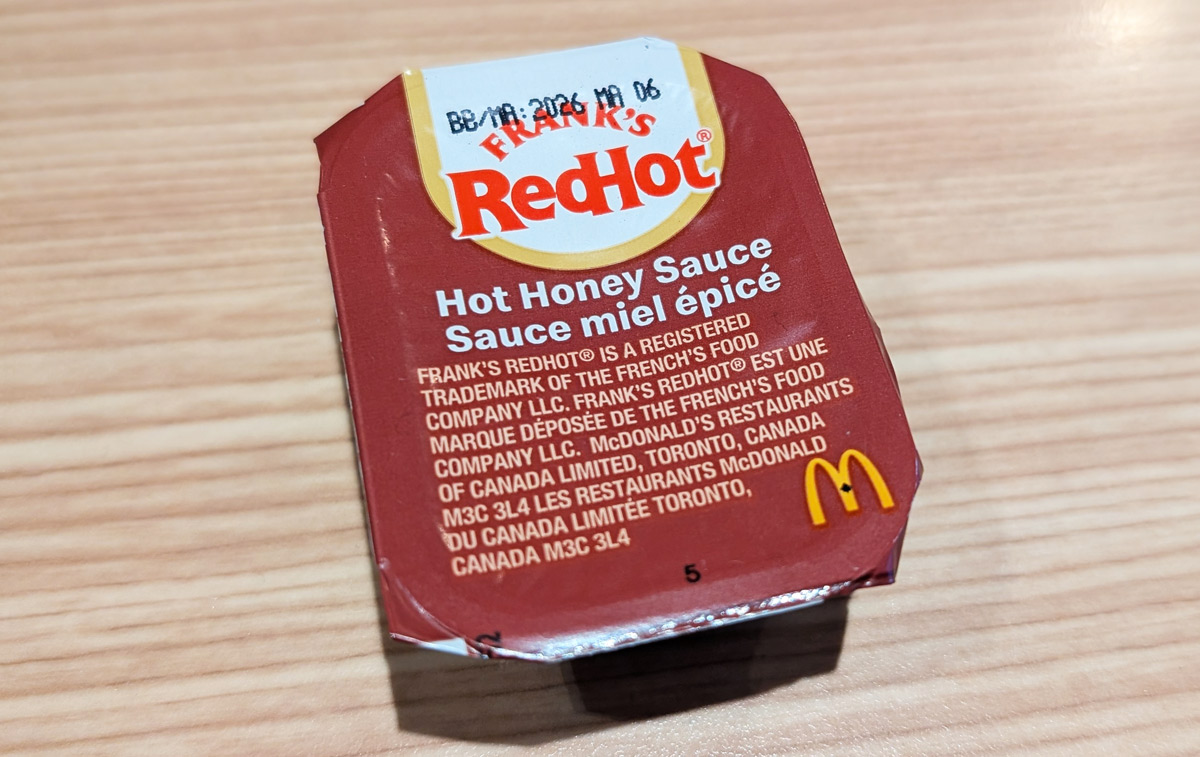 BB/MA: 2026 MA 06
FRANK'S
RedHot®
Hot Honey Sauce
Sauce miel épicé
FRANK'S REDHOT® IS A REGISTERED
TRADEMARK OF THE FRENCH'S FOOD
COMPANY LLC. FRANK'S REDHOT® EST UNE
MARQUE DÉPOSÉE DE THE FRENCH'S FOOD
COMPANY LLC. McDONALD'S RESTAURANTS
OF CANADA LIMITED, TORONTO, CANADA
M3C 3L4 LES RESTAURANTS McDONALD
DU CANADA LIMITÉE TORONTO,
CANADA M3C 3L4
5